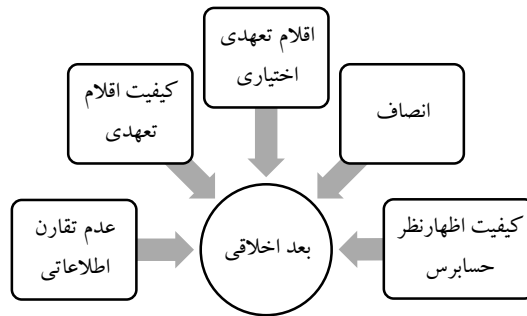 اقلام تعهدی
اختیاری
انصاف
کیفیت اقلام
تعهدی
کیفیت اظهارنظر
حسابرس
بعد اخلاقی
عدم تقارن
اطلاعاتی